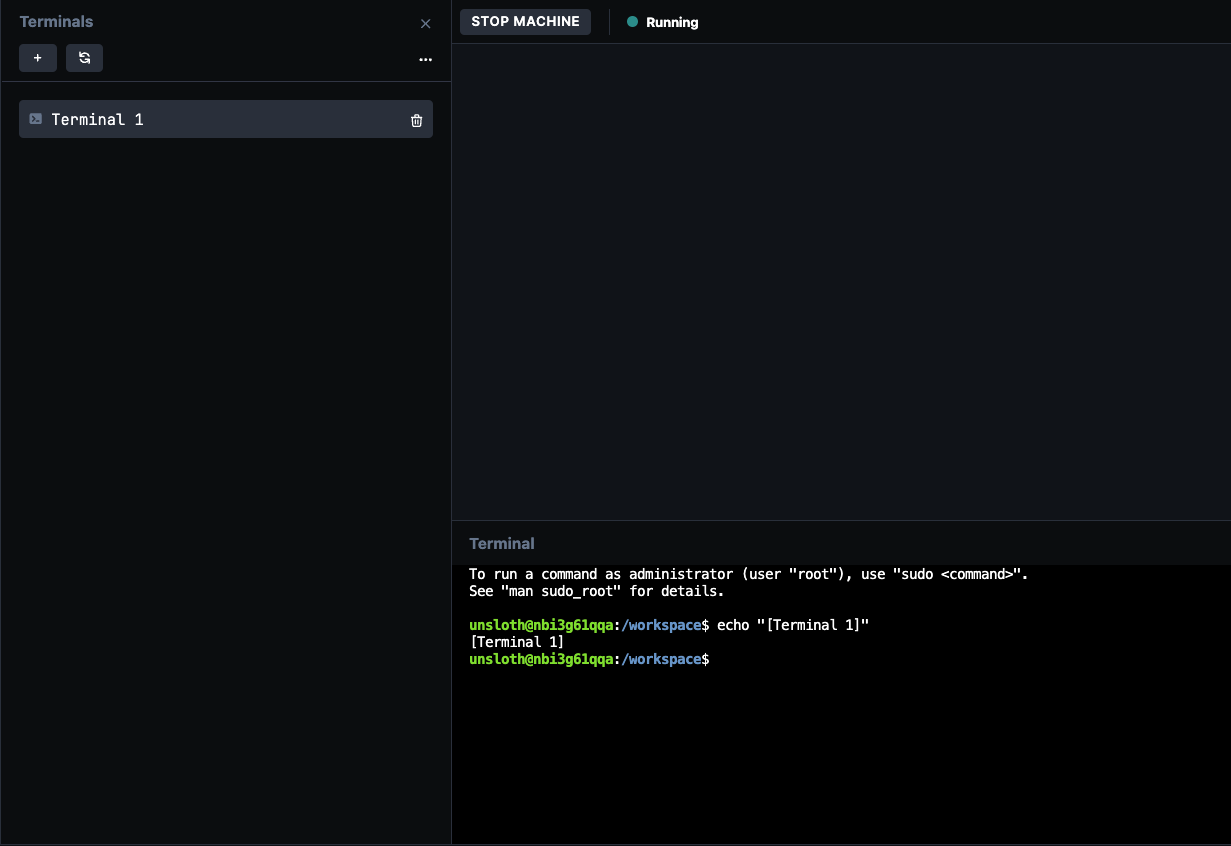 Terminals
Terminal 1
STOP MACHINE
Running
Terminal
To run a command as administrator (user "root"), use "sudo <command>".
See "man sudo_root" for details.
unsloth@nbi3g61qqa:/workspace$ echo "[Terminal 1]"
[Terminal 1]
unsloth@nbi3g61qqa:/workspace$